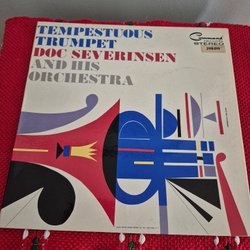 TEMPESTUOUS
TRUMPET
DOC SEVERINSEN
AND HIS
ORCHESTRA
Command
STEREO